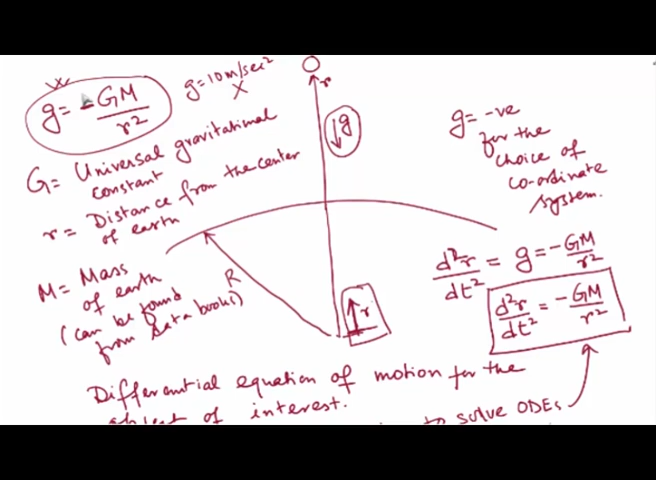 g = -GM/r²
g=10m/sec²
X
r
↓g
g = -ve
for the
choice of
co-ordinate
system.
G = Universal gravitational
constant
r = Distance from the center
of earth
M = Mass
of earth
(can be found
from data books)
R
r
d²r/dt² = g = -GM/r²
d²r/dt² = -GM/r²
Differential equation of motion for the
object of interest.
to solve ODEs